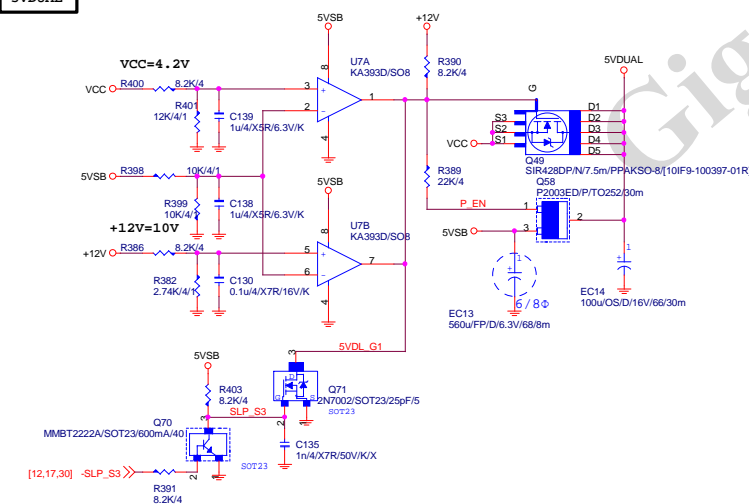 5VDUAL
5VSB
+12V
VCC=4.2V
U7A
KA393D/SO8
R390
8.2K/4
5VDUAL
VCC
R400
8.2K/4
R401
12K/4/1
C139
1u/4/X5R/6.3V/K
8
3
2
1
4
+
-
G
D1
D2
D3
D4
D5
S3
S2
S1
VCC
Q49
SIR428DP/N/7.5m/PPAKSO-8/[10IF9-100397-01R]
5VSB
R398
10K/4/1
R399
10K/4/1
C138
1u/4/X5R/6.3V/K
5VSB
R389
22K/4
Q58
P2003ED/P/TO252/30m
P_EN
1
2
3
5VSB
+12V=10V
+12V
R386
8.2K/4
R382
2.74K/4/1
C130
0.1u/4/X7R/16V/K
U7B
KA393D/SO8
8
5
6
7
4
+
-
1
+
6/8Φ
EC13
560u/FP/D/6.3V/68/8m
1
+
EC14
100u/OS/D/16V/66/30m
5VDL_G1
5VSB
R403
8.2K/4
3
D
G
S
2
1
Q71
2N7002/SOT23/25pF/5
SOT23
SLP_S3
Q70
MMBT2222A/SOT23/600mA/40
3
2
1
SOT23
C135
1n/4/X7R/50V/K/X
[12,17,30] -SLP_S3
R391
8.2K/4
Gig